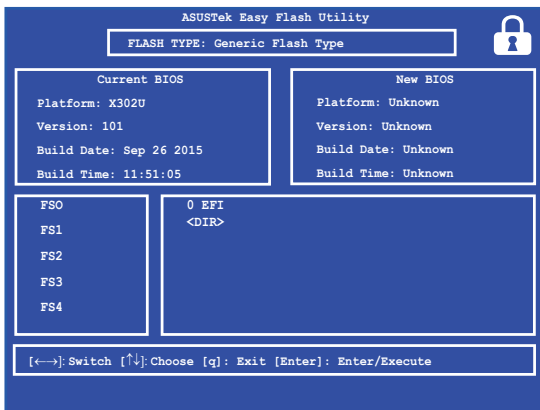 ASUSTek Easy Flash Utility
FLASH TYPE: Generic Flash Type
Current BIOS
Platform: X302U
Version: 101
Build Date: Sep 26 2015
Build Time: 11:51:05
New BIOS
Platform: Unknown
Version: Unknown
Build Date: Unknown
Build Time: Unknown
FSO
FS1
FS2
FS3
FS4
0 EFI
<DIR>
[←→]: Switch [↑↓]: Choose [q]: Exit [Enter]: Enter/Execute